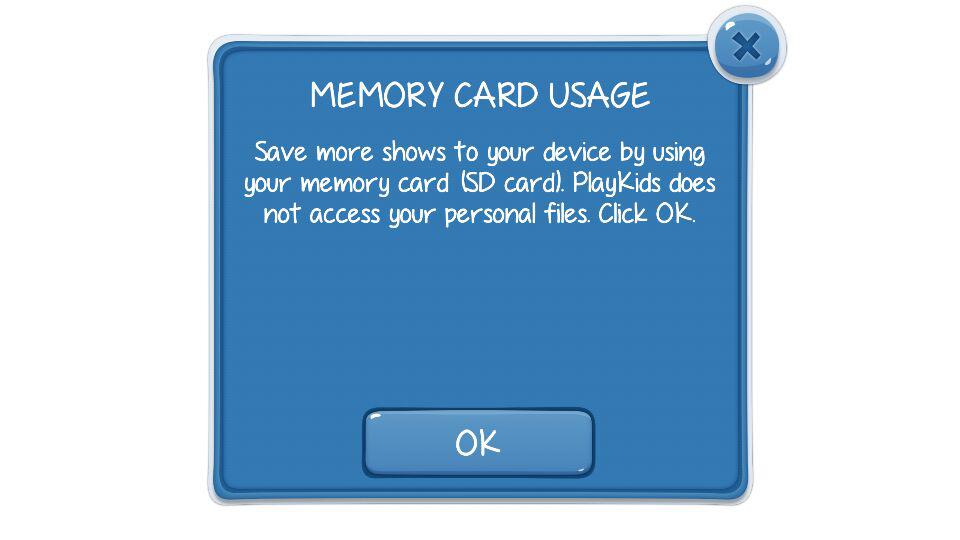 MEMORY CARD USAGE
Save more shows to your device by using
your memory card (SD card). PlayKids does
not access your personal files. Click OK.
OK